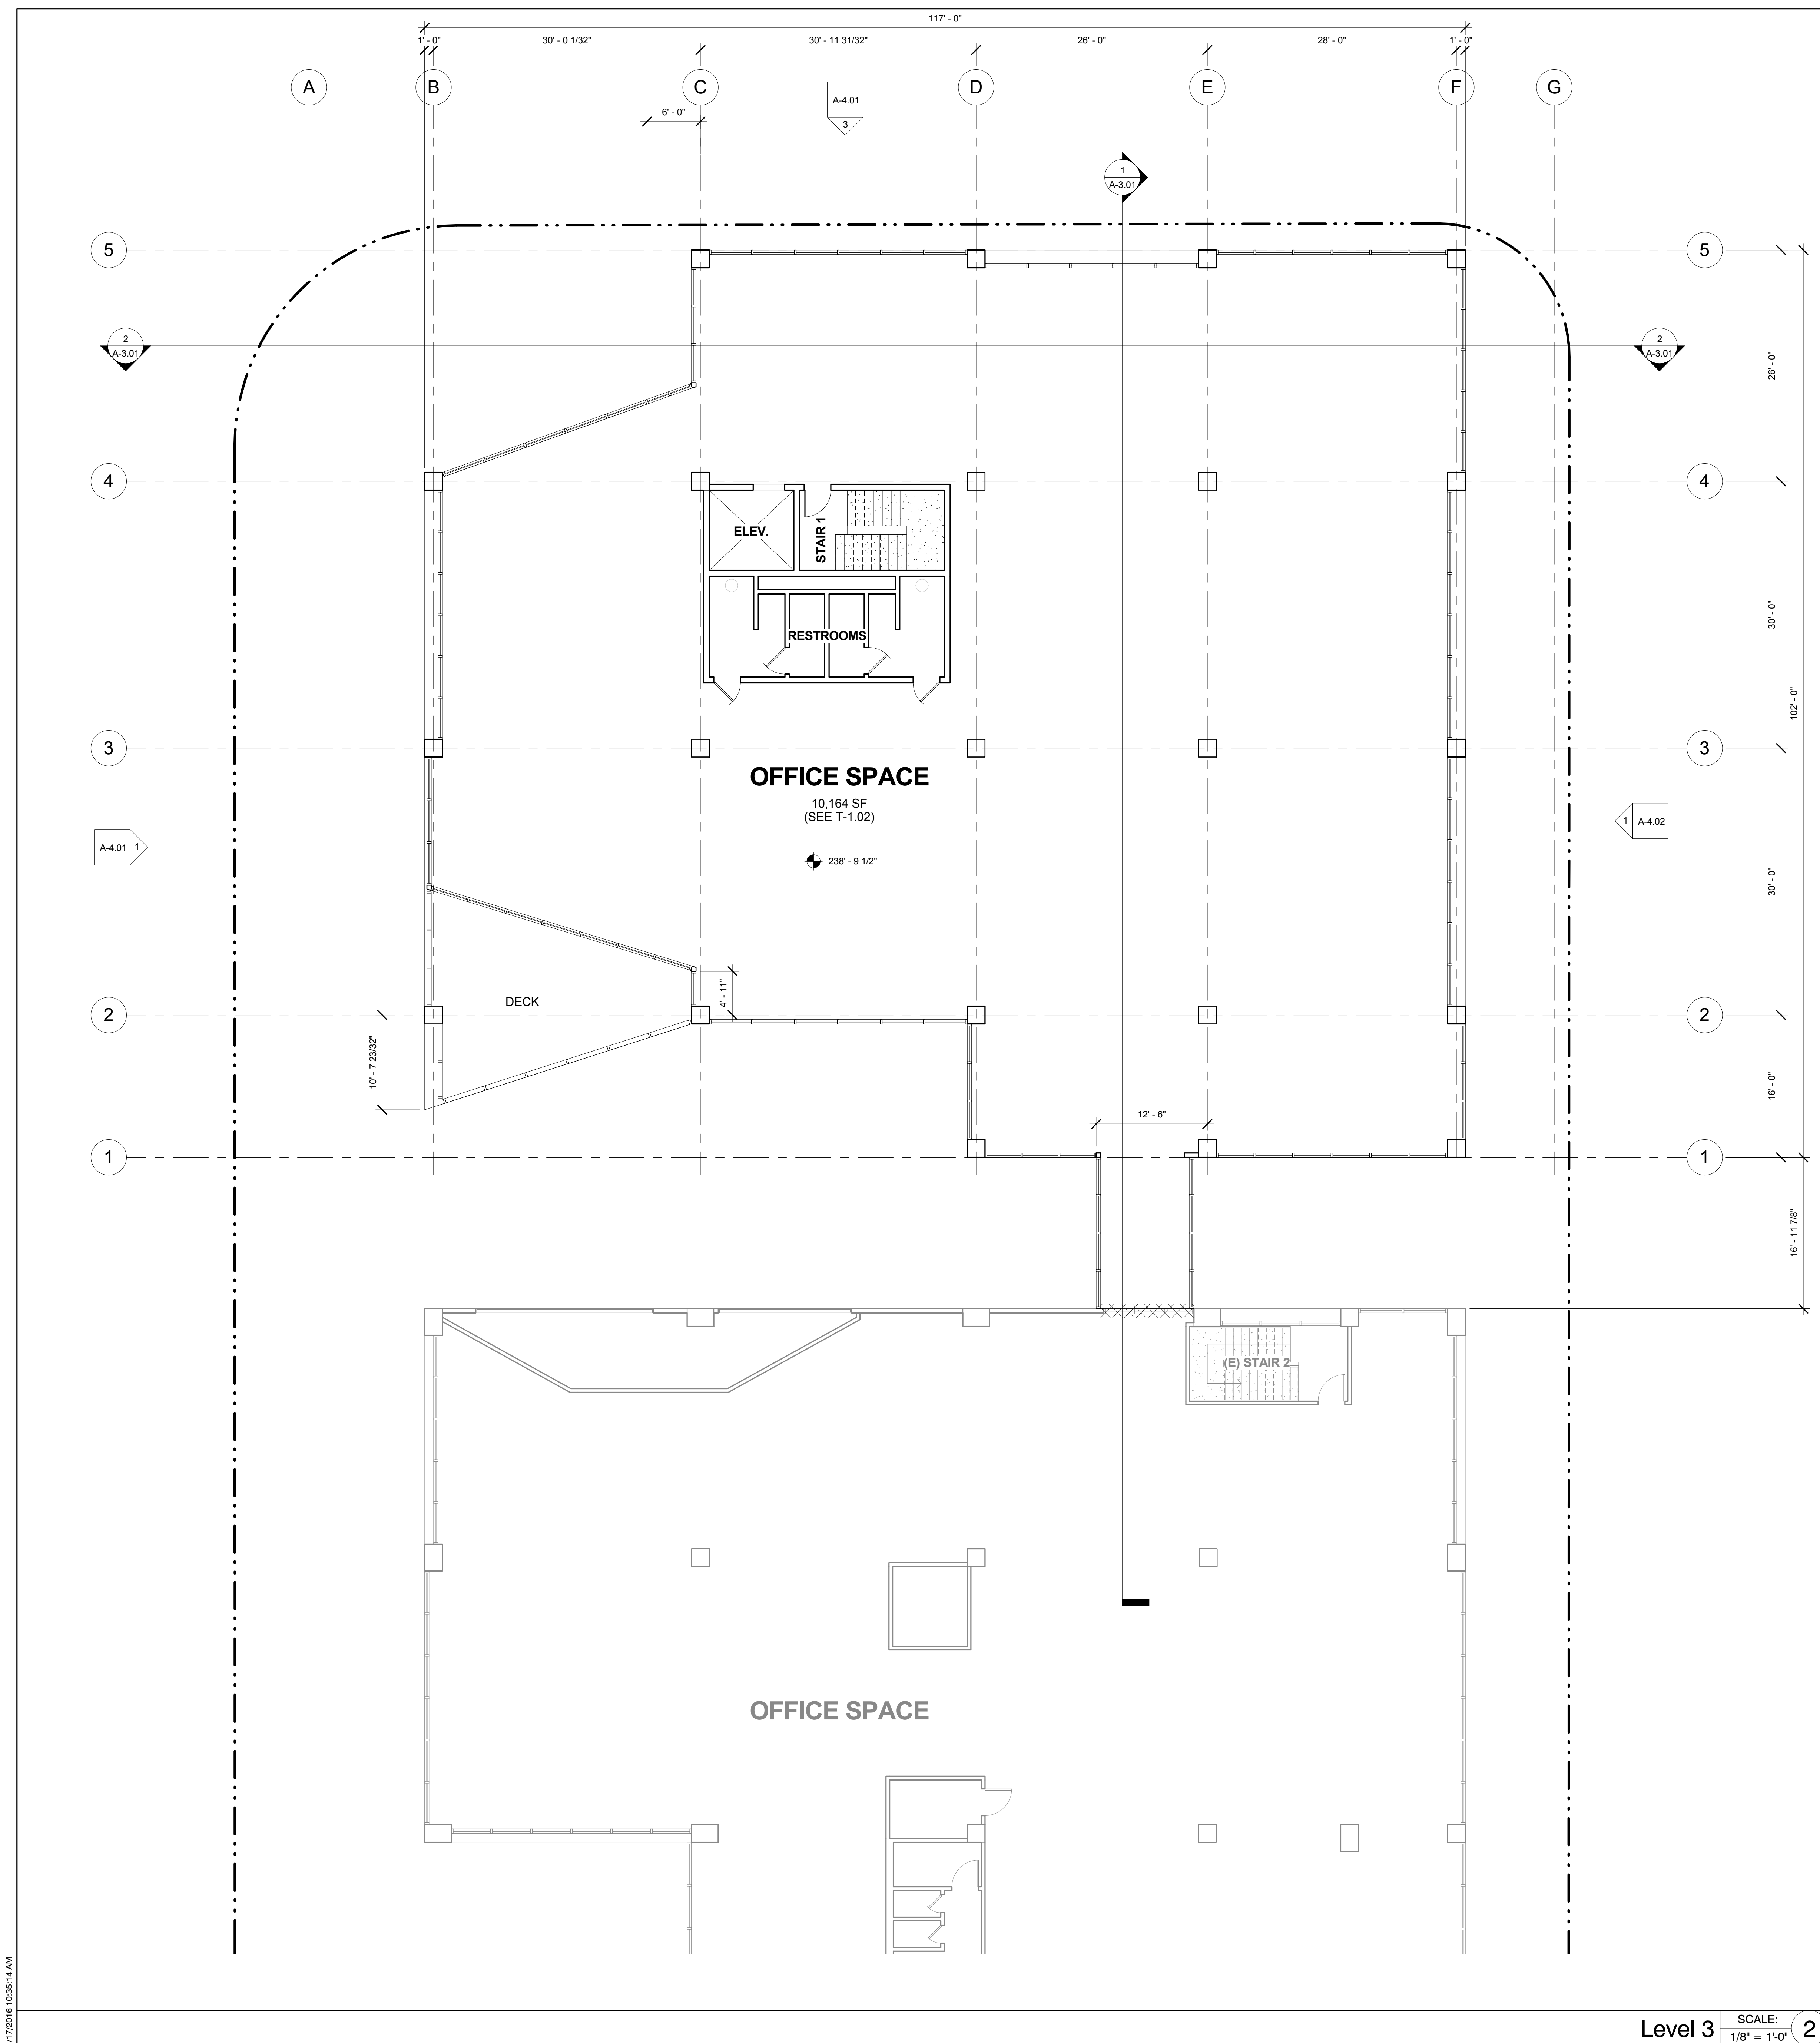 117' - 0"
1' - 0"
30' - 0 1/32"
30' - 11 31/32"
26' - 0"
28' - 0"
1' - 0"
A
B
C
D
E
F
G
6' - 0"
A-4.01
3
1
A-3.01
5
5
2
A-3.01
2
A-3.01
26' - 0"
4
4
ELEV.
STAIR 1
30' - 0"
RESTROOMS
102' - 0"
3
3
OFFICE SPACE
10,164 SF
(SEE T-1.02)
A-4.01
1
1
A-4.02
238' - 9 1/2"
30' - 0"
4' - 11"
DECK
2
2
10' - 7 23/32"
16' - 0"
12' - 6"
1
1
16' - 11 7/8"
(E) STAIR 2
OFFICE SPACE
/17/2016 10:35:14 AM
Level 3
SCALE:
1/8" = 1'-0"
2